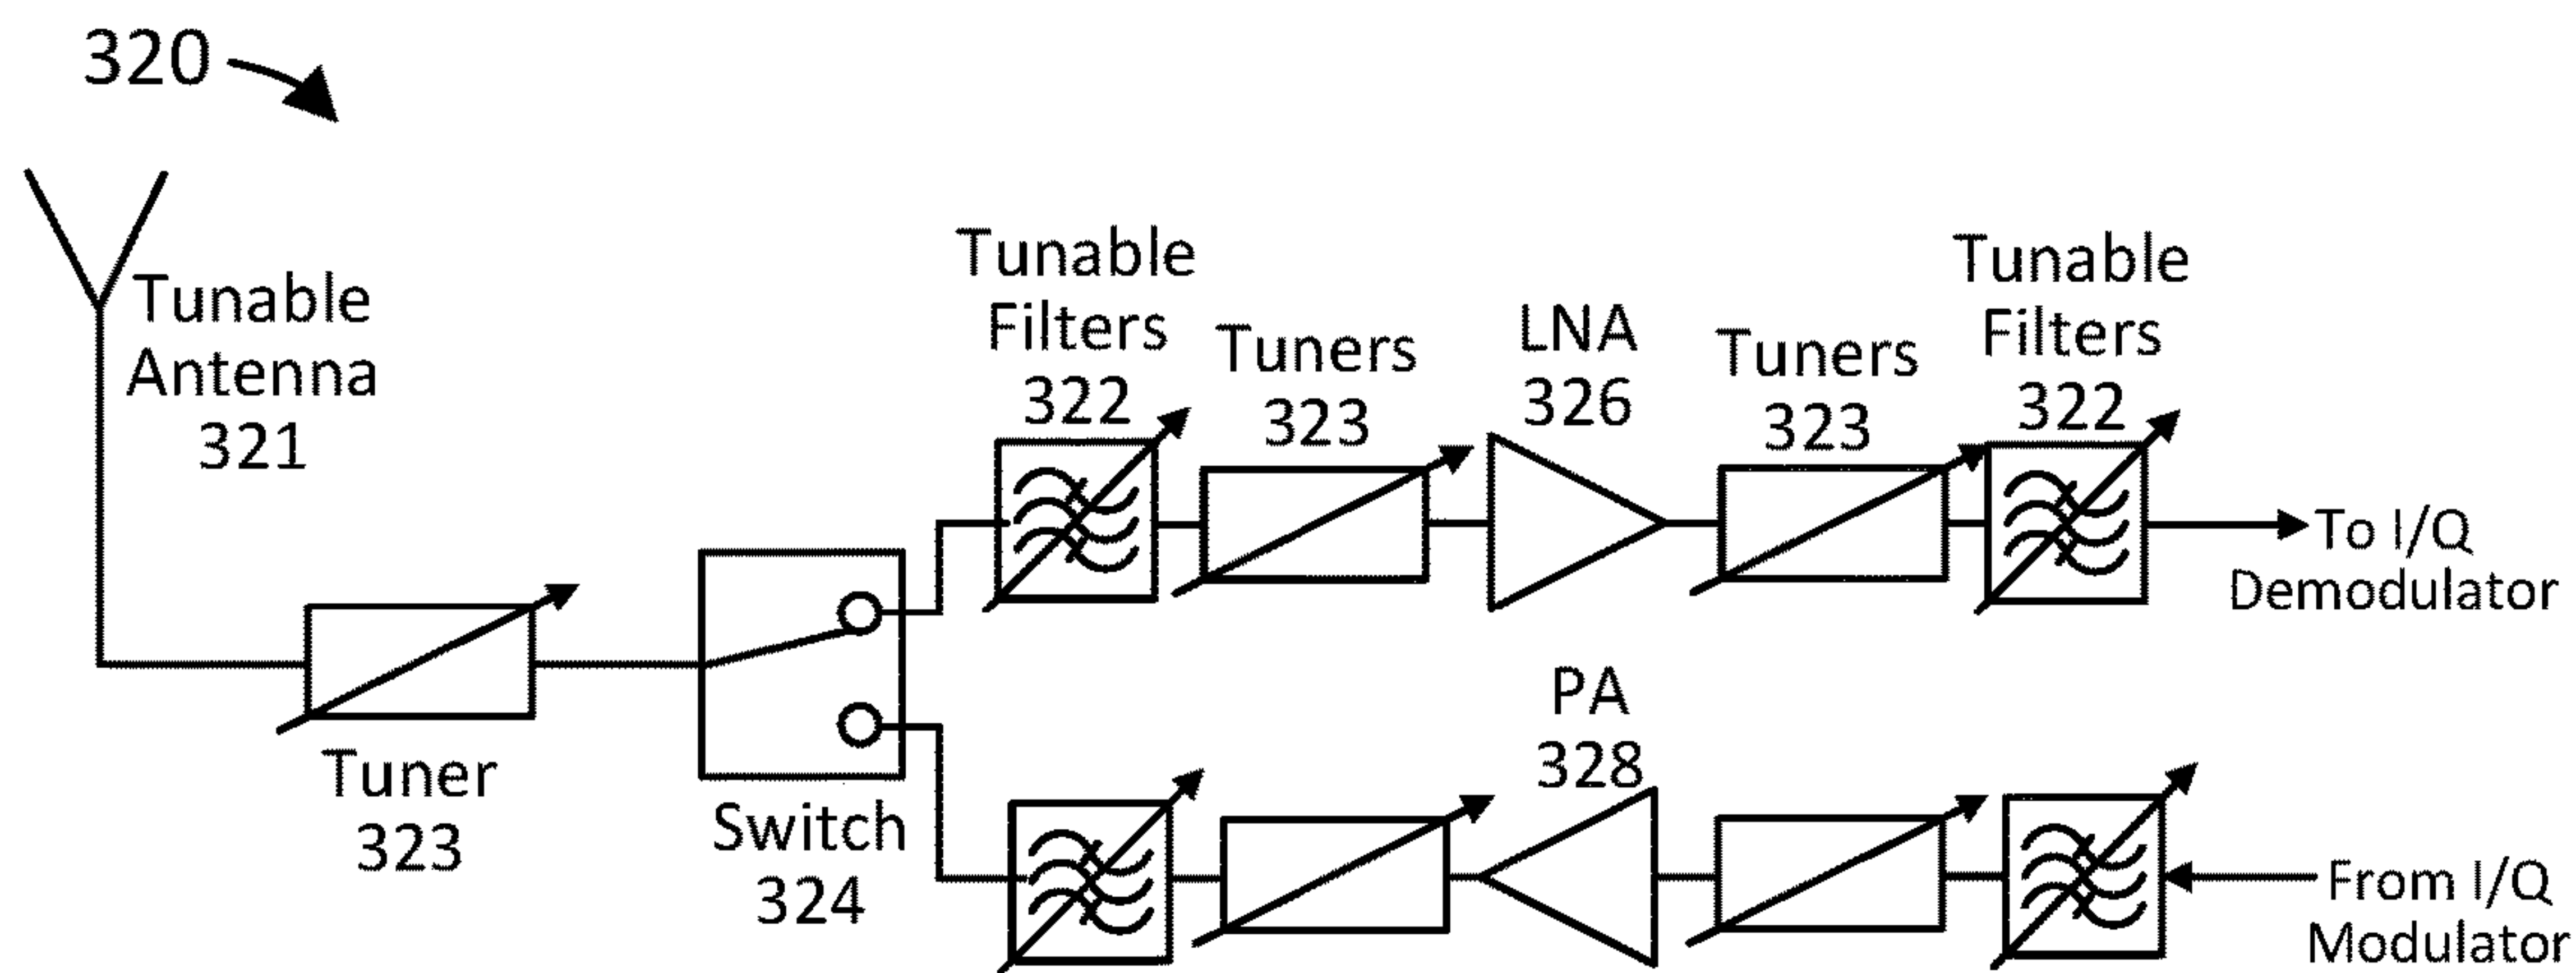 320
Tunable
Antenna
321
Tuner
323
Switch
324
Tunable
Filters
322
Tuners
323
LNA
326
Tuners
323
Tunable
Filters
322
To I/Q
Demodulator
PA
328
From I/Q
Modulator